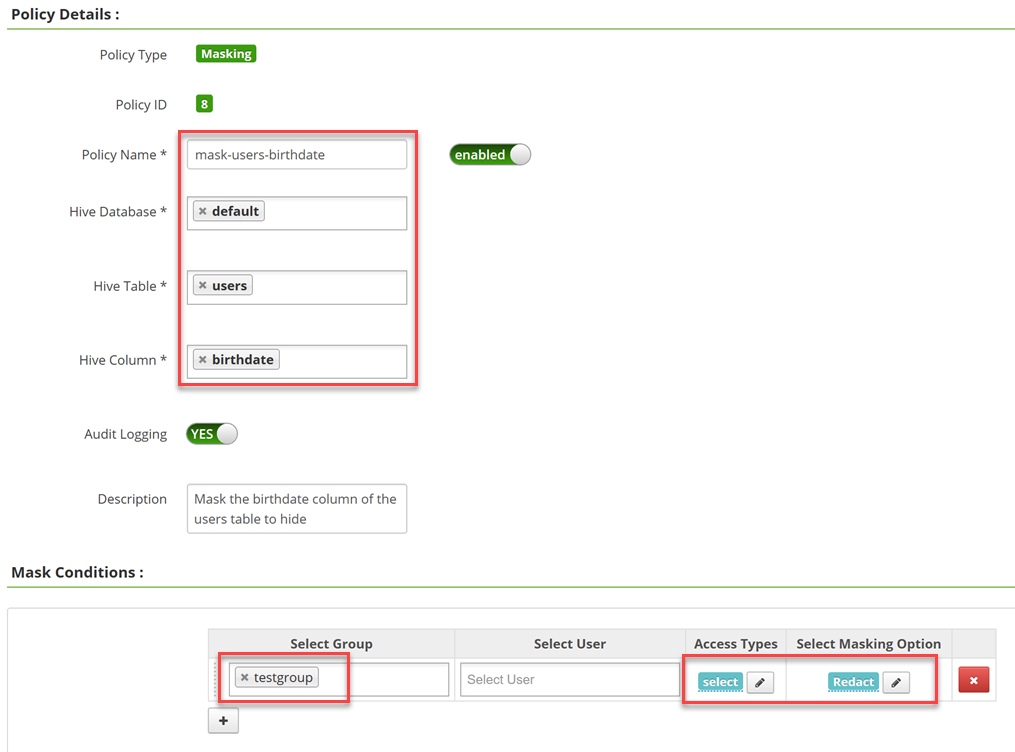 Policy Details :
Policy Type Masking
Policy ID 8
Policy Name * mask-users-birthdate enabled
Hive Database * × default
Hive Table * × users
Hive Column * × birthdate
Audit Logging YES
Description Mask the birthdate column of the
users table to hide
Mask Conditions :
Select Group Select User Access Types Select Masking Option
× testgroup Select User select Redact ×
+